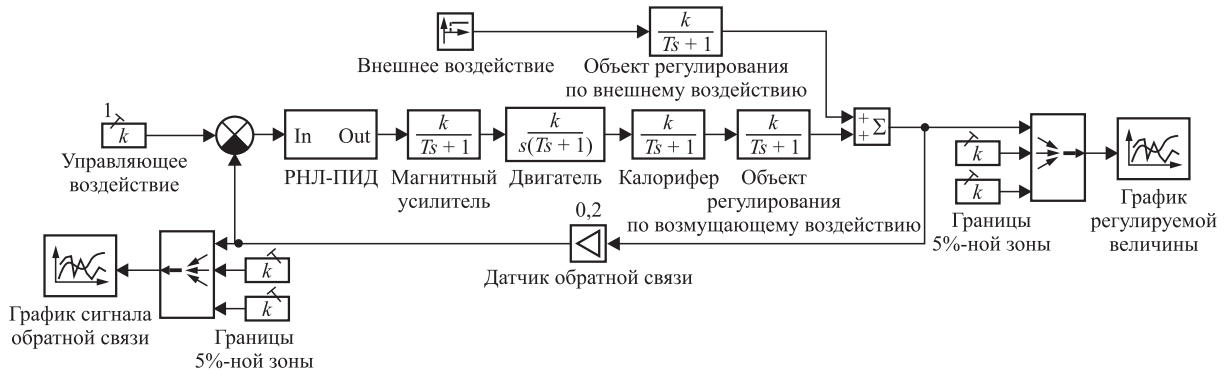 k
Ts + 1
Внешнее воздействие
Объект регулирования
по внешнему воздействию
1
k
Управляющее
воздействие
In Out
РНЛ-ПИД
k
Ts + 1
Магнитный
усилитель
k
s(Ts + 1)
Двигатель
k
Ts + 1
Калорифер
k
Ts + 1
Объект
регулирования
по возмущающему воздействию
+
+
Σ
k
k
Границы
5%-ной зоны
График
регулируемой
величины
0,2
Датчик обратной связи
k
k
Границы
5%-ной зоны
График сигнала
обратной связи